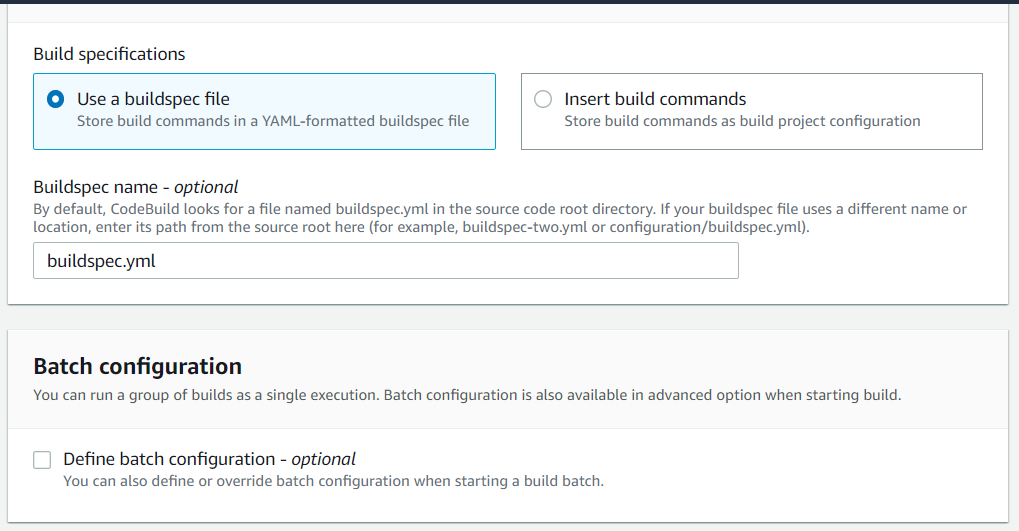 Build specifications
Use a buildspec file
Store build commands in a YAML-formatted buildspec file
Insert build commands
Store build commands as build project configuration
Buildspec name - optional
By default, CodeBuild looks for a file named buildspec.yml in the source code root directory. If your buildspec file uses a different name or
location, enter its path from the source root here (for example, buildspec-two.yml or configuration/buildspec.yml).
buildspec.yml
Batch configuration
You can run a group of builds as a single execution. Batch configuration is also available in advanced option when starting build.
Define batch configuration - optional
You can also define or override batch configuration when starting a build batch.